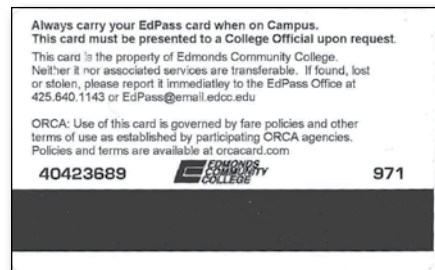 Always carry your EdPass card when on Campus.
This card must be presented to a College Official upon request.
This card is the property of Edmonds Community College.
Neither it nor associated services are transferable. If found, lost
or stolen, please report it immediatley to the EdPass Office at
425.640.1143 or EdPass@email.edcc.edu
ORCA: Use of this card is governed by fare policies and other
terms of use as established by participating ORCA agencies.
Policies and terms are available at orcacard.com
40423689 EDMONDS COMMUNITY COLLEGE 971